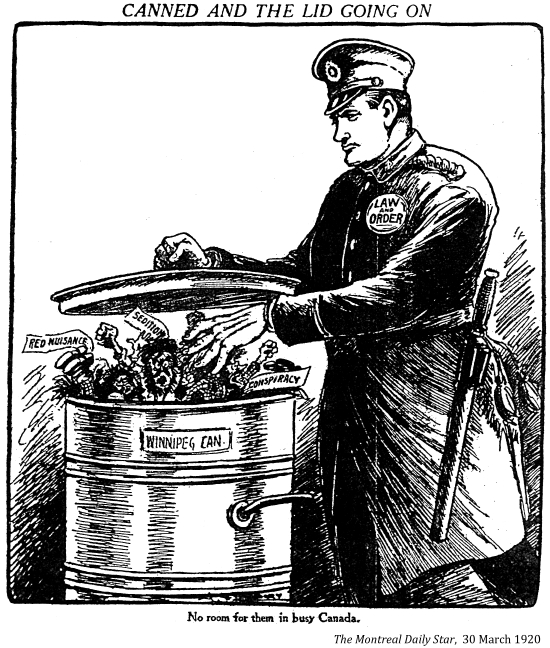 CANNED AND THE LID GOING ON
LAW
AND
ORDER
RED NUISANCE
SEDITION
CONSPIRACY
WINNIPEG CAN.
No room for them in busy Canada.
The Montreal Daily Star, 30 March 1920